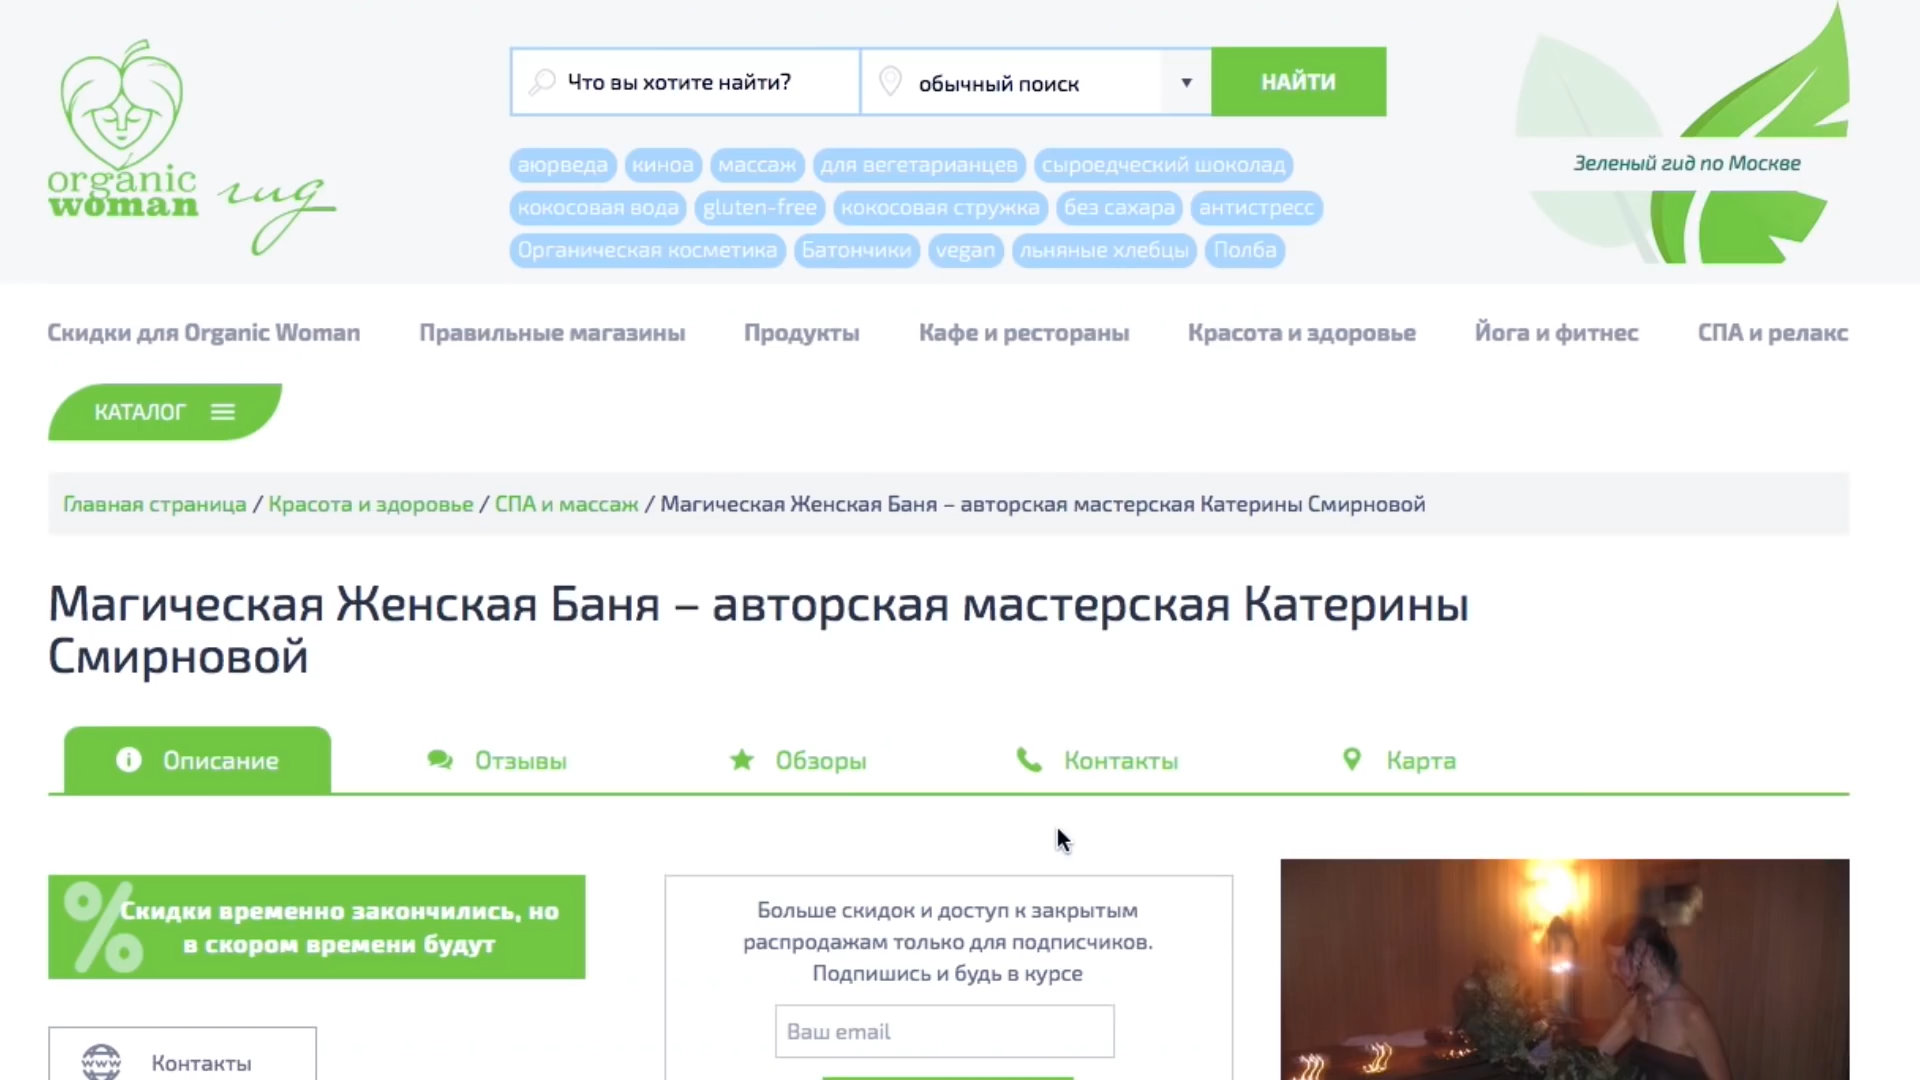 organic
woman
гид
Что вы хотите найти?
обычный поиск
НАЙТИ
аюрведа киноа массаж для вегетарианцев сыроедческий шоколад
кокосовая вода gluten-free кокосовая стружка без сахара антистресс
Органическая косметика Батончики vegan льняные хлебцы Полба
Зеленый гид по Москве
Скидки для Organic Woman Правильные магазины Продукты Кафе и рестораны Красота и здоровье Йога и фитнес СПА и релакс
КАТАЛОГ
Главная страница / Красота и здоровье / СПА и массаж / Магическая Женская Баня – авторская мастерская Катерины Смирновой
Магическая Женская Баня – авторская мастерская Катерины
Смирновой
Описание Отзывы Обзоры Контакты Карта
% Скидки временно закончились, но
в скором времени будут
www Контакты
Больше скидок и доступ к закрытым
распродажам только для подписчиков.
Подпишись и будь в курсе
Ваш email